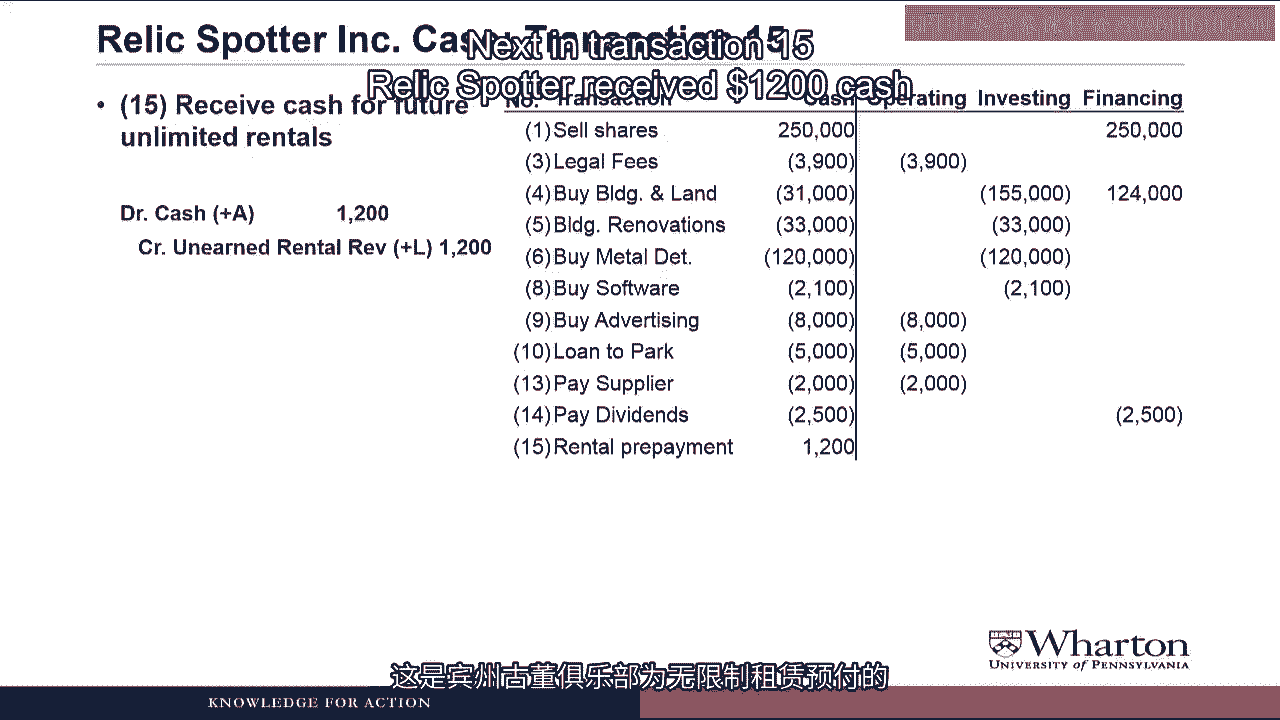 Relic Spotter Inc. Case: Transaction 15
Next in transaction 15
Relic Spotter received $1200 cash
• (15) Receive cash for future
unlimited rentals
Dr. Cash (+A) 1,200
Cr. Unearned Rental Rev (+L) 1,200
No. Transaction Cash Operating Investing Financing
(1) Sell shares 250,000 250,000
(3) Legal Fees (3,900) (3,900)
(4) Buy Bldg. & Land (31,000) (155,000) 124,000
(5) Bldg. Renovations (33,000) (33,000)
(6) Buy Metal Det. (120,000) (120,000)
(8) Buy Software (2,100) (2,100)
(9) Buy Advertising (8,000) (8,000)
(10) Loan to Park (5,000) (5,000)
(13) Pay Supplier (2,000) (2,000)
(14) Pay Dividends (2,500) (2,500)
(15) Rental prepayment 1,200
Wharton
UNIVERSITY of PENNSYLVANIA
这是宾州古董俱乐部为无限制租赁预付的
KNOWLEDGE FOR ACTION